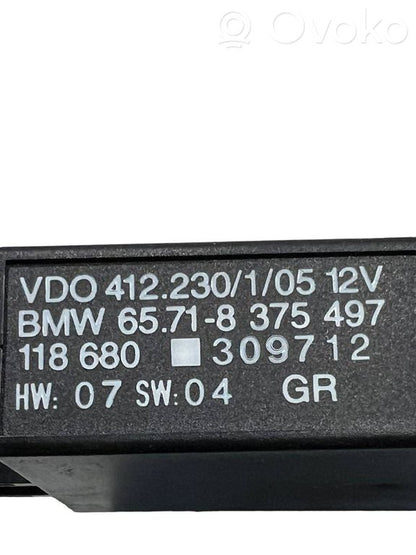 Ovoko
VDO 412.230/1/05 12V
BMW 65.71-8 375 497
118 680 309712
HW: 07 SW: 04 GR